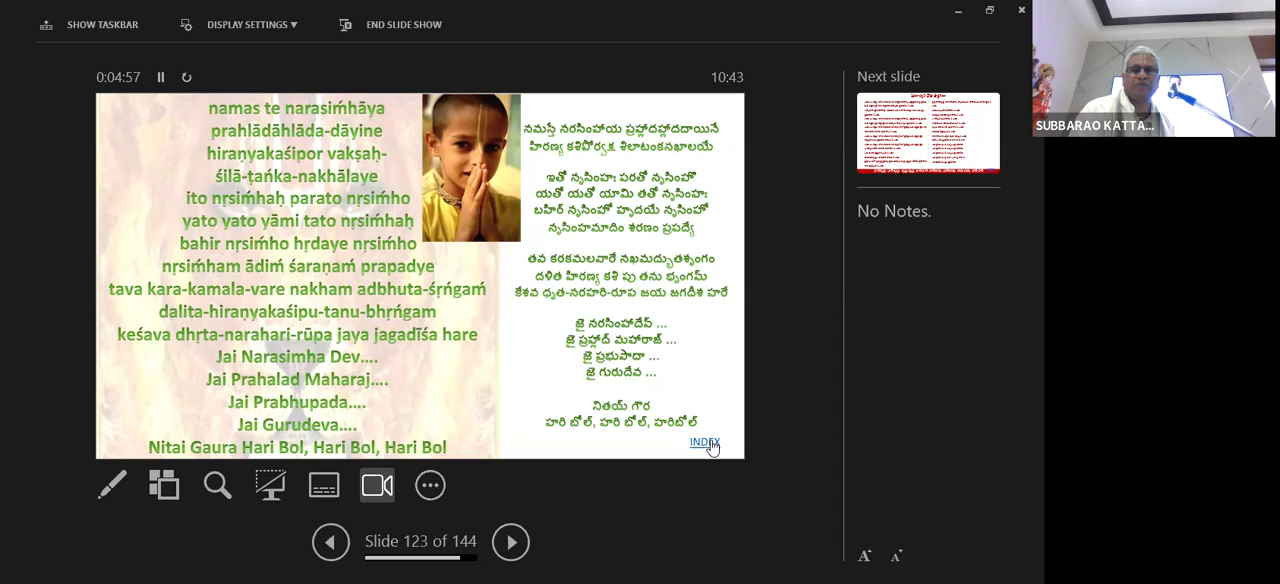 SHOW TASKBAR
DISPLAY SETTINGS ▼
END SLIDE SHOW
0:04:57
10:43
namas te narasiṁhāya
prahlādāhlāda-dāyine
hiraṇyakaśipor vakṣaḥ-
śilā-ṭaṅka-nakhālaye
ito nṛsiṁhaḥ parato nṛsiṁho
yato yato yāmi tato nṛsiṁhaḥ
bahir nṛsiṁho hṛdaye nṛsiṁho
nṛsiṁham ādiṁ śaraṇaṁ prapadye
tava kara-kamala-vare nakham adbhuta-śṛṅgaṁ
dalita-hiraṇyakaśipu-tanu-bhṛṅgam
keśava dhṛta-narahari-rūpa jaya jagadīśa hare
Jai Narasimha Dev....
Jai Prahalad Maharaj....
Jai Prabhupada....
Jai Gurudeva....
Nitai Gaura Hari Bol, Hari Bol, Hari Bol
నమస్తే నరసింహాయ ప్రహ్లాదహ్లాదదాయినే
హిరణ్య కశిపోర్వక్ష శిలాటంకనఖాలయే
ఇతో నృసింహః పరతో నృసింహో
యతో యతో యామి తతో నృసింహః
బహిర్ నృసింహో హృదయే నృసింహో
నృసింహమాదిం శరణం ప్రపద్యే
తవ కరకమలవారే నఖమద్భుతశృంగం
దళిత హిరణ్య కశి పు తను భృంగమ్
కేశవ ధృత-నరహరి-రూప జయ జగదీశ హరే
జై నరసింహాదేవ్ ...
జై ప్రహ్లాద్ మహారాజ్ ...
జై ప్రభుపాదా ...
జై గురుదేవ ...
నితయ్ గౌర
హరి బోల్, హరి బోల్, హరిబోల్
INDEX
Slide 123 of 144
Next slide
No Notes.
A A
SUBBARAO KATTA...